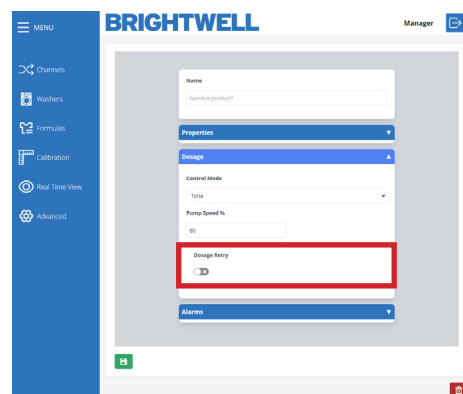 MENU
BRIGHTWELL
Manager
Channels
Washers
Formulas
Calibration
Real Time View
Advanced
Name
Nombre product*
Properties
Dosage
Control Mode
Time
Pump Speed %
80
Dosage Retry
Alarms